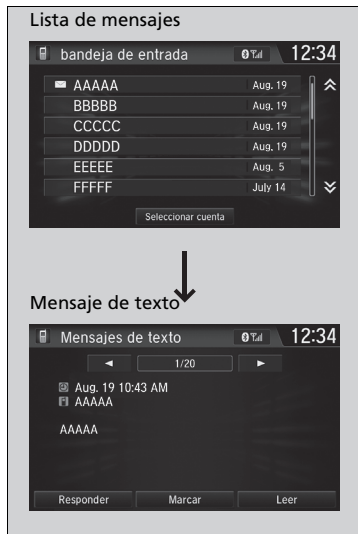 Lista de mensajes
bandeja de entrada 12:34
AAAAA Aug. 19
BBBBB Aug. 19
CCCCC Aug. 19
DDDDD Aug. 19
EEEEE Aug. 5
FFFFF July 14
Seleccionar cuenta
Mensaje de texto
Mensajes de texto 12:34
◄ 1/20 ►
Aug. 19 10:43 AM
AAAAA
AAAAA
Responder Marcar Leer